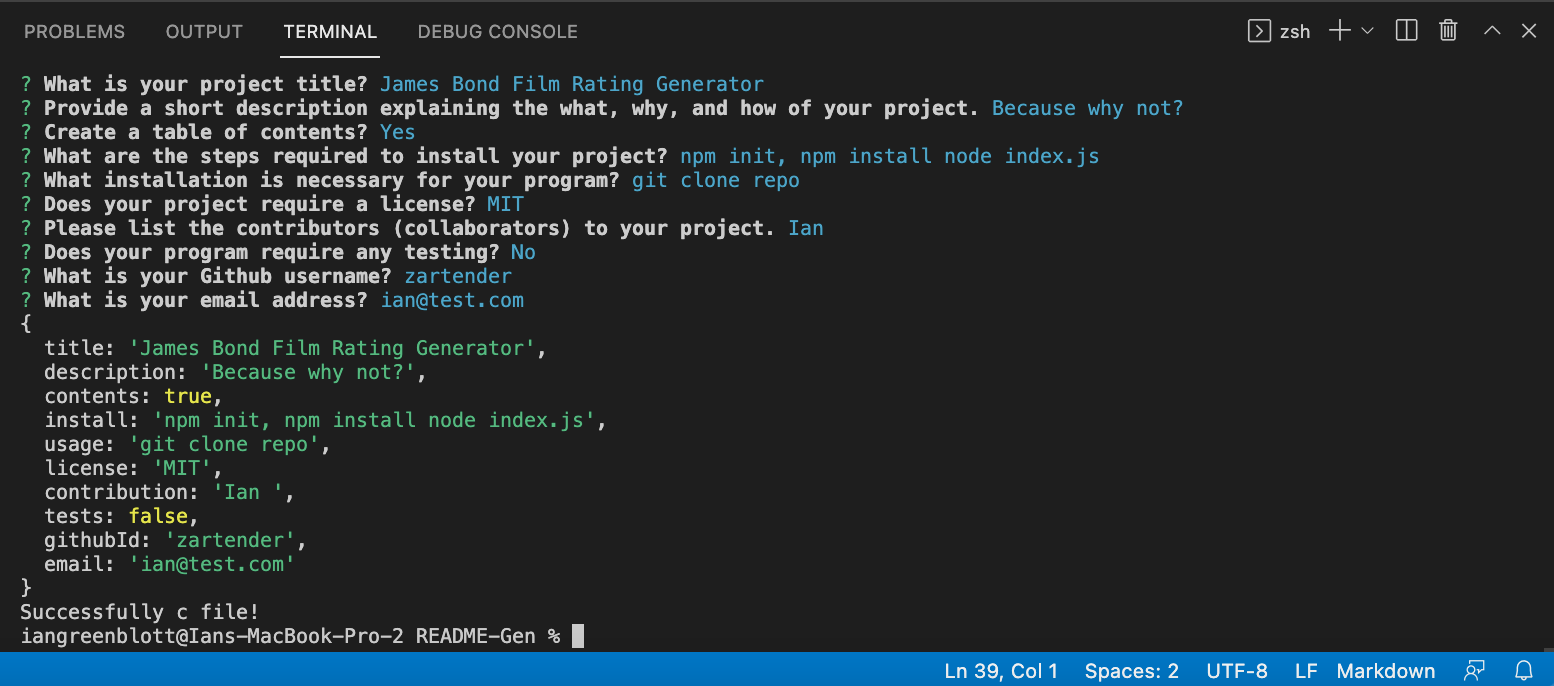 PROBLEMS OUTPUT TERMINAL DEBUG CONSOLE zsh
? What is your project title? James Bond Film Rating Generator
? Provide a short description explaining the what, why, and how of your project. Because why not?
? Create a table of contents? Yes
? What are the steps required to install your project? npm init, npm install node index.js
? What installation is necessary for your program? git clone repo
? Does your project require a license? MIT
? Please list the contributors (collaborators) to your project. Ian
? Does your program require any testing? No
? What is your Github username? zartender
? What is your email address? ian@test.com
{
  title: 'James Bond Film Rating Generator',
  description: 'Because why not?',
  contents: true,
  install: 'npm init, npm install node index.js',
  usage: 'git clone repo',
  license: 'MIT',
  contribution: 'Ian ',
  tests: false,
  githubId: 'zartender',
  email: 'ian@test.com'
}
Successfully c file!
iangreenblott@Ians-MacBook-Pro-2 README-Gen %
Ln 39, Col 1 Spaces: 2 UTF-8 LF Markdown